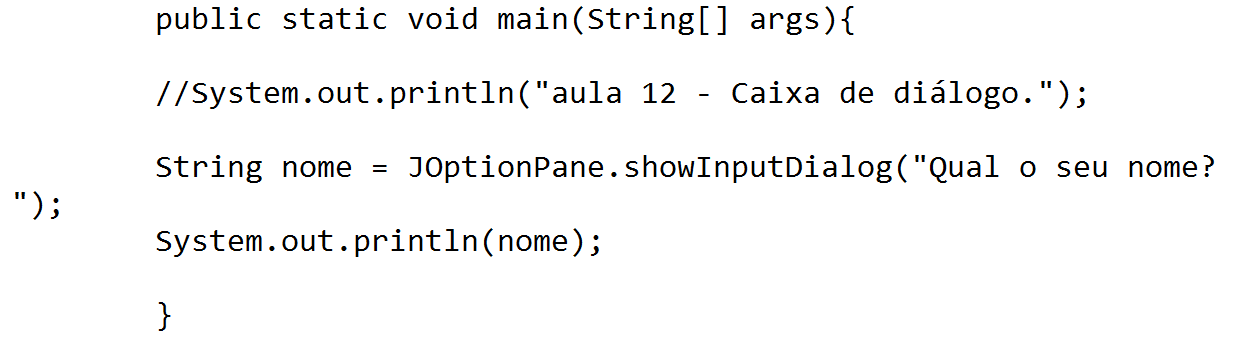 public static void main(String[] args){
//System.out.println("aula 12 - Caixa de diálogo.");
String nome = JOptionPane.showInputDialog("Qual o seu nome?
");
System.out.println(nome);
}